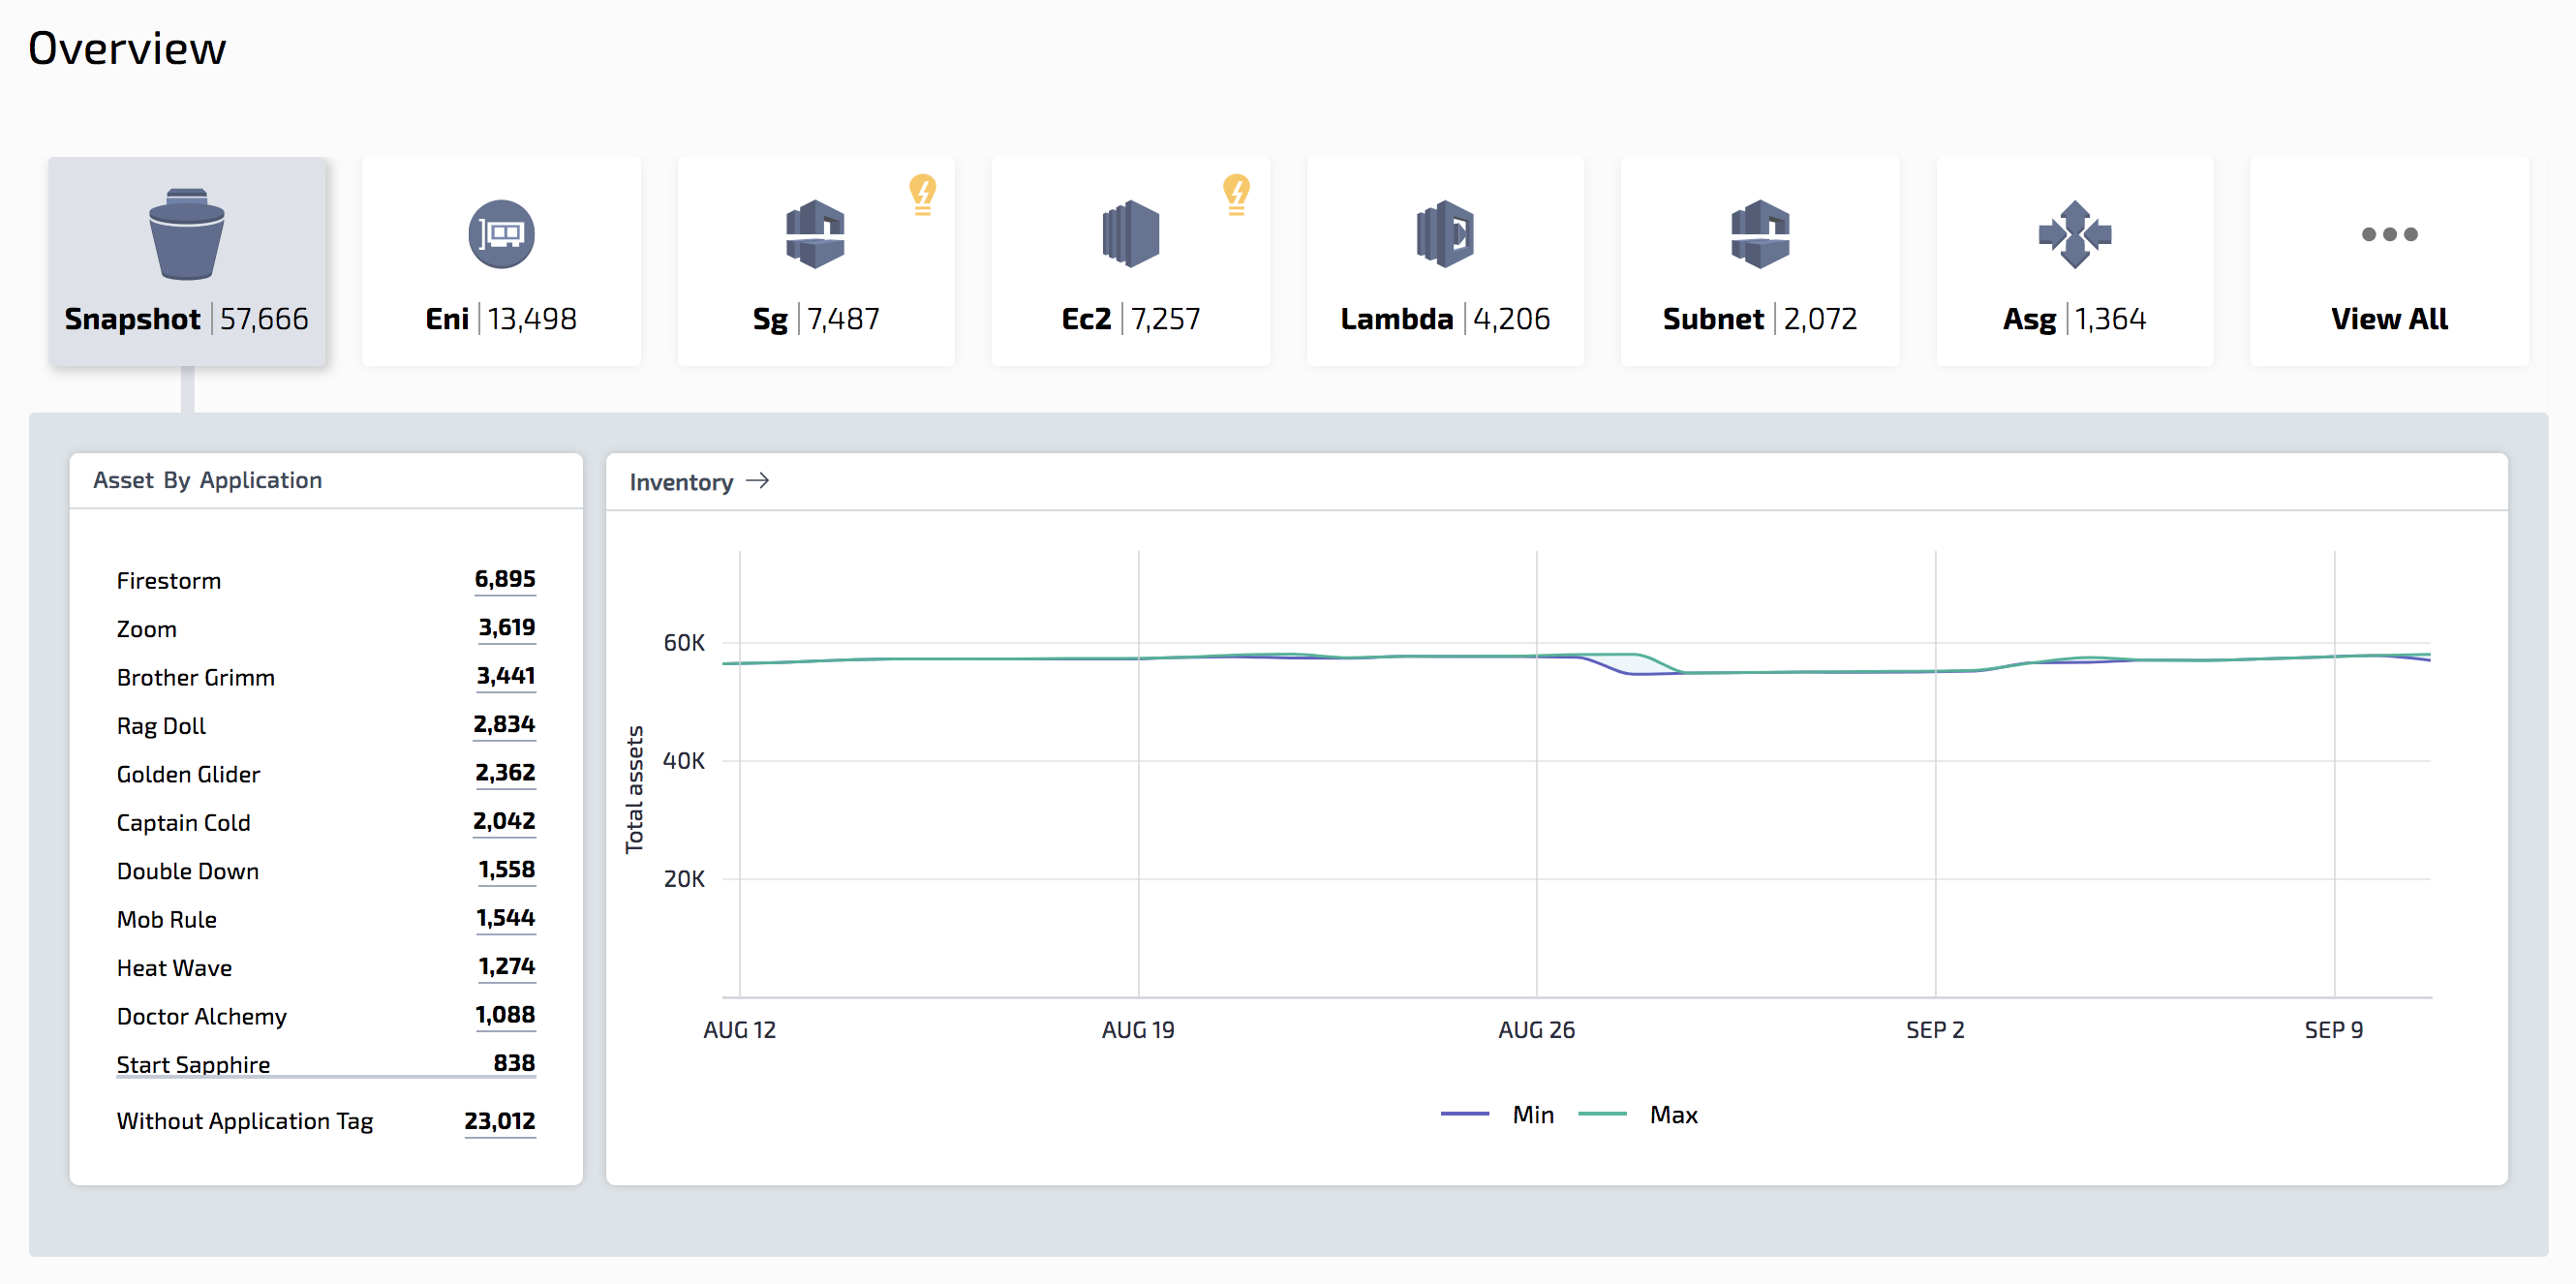 Overview
Snapshot 57,666
Eni 13,498
Sg 7,487
Ec2 7,257
Lambda 4,206
Subnet 2,072
Asg 1,364
View All
Asset By Application
Firestorm 6,895
Zoom 3,619
Brother Grimm 3,441
Rag Doll 2,834
Golden Glider 2,362
Captain Cold 2,042
Double Down 1,558
Mob Rule 1,544
Heat Wave 1,274
Doctor Alchemy 1,088
Start Sapphire 838
Without Application Tag 23,012
Inventory →
Total assets
60K
40K
20K
AUG 12 AUG 19 AUG 26 SEP 2 SEP 9
Min Max